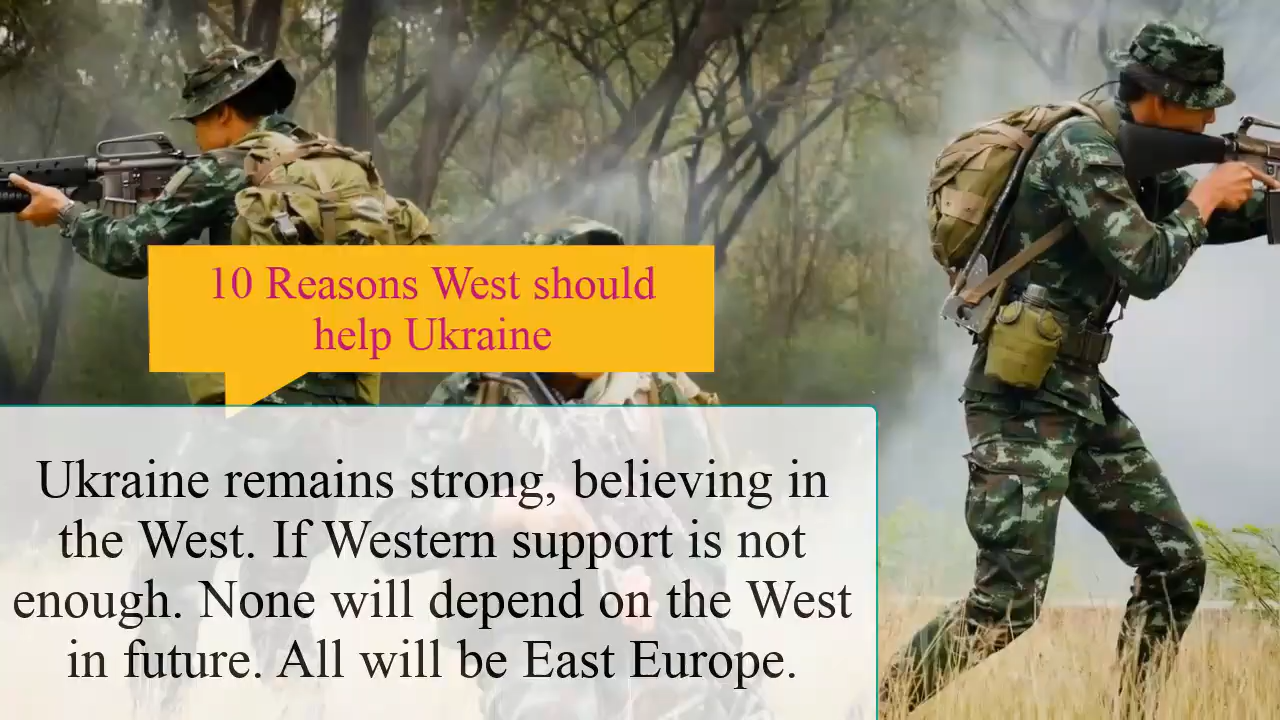 10 Reasons West should
help Ukraine
Ukraine remains strong, believing in
the West. If Western support is not
enough. None will depend on the West
in future. All will be East Europe.